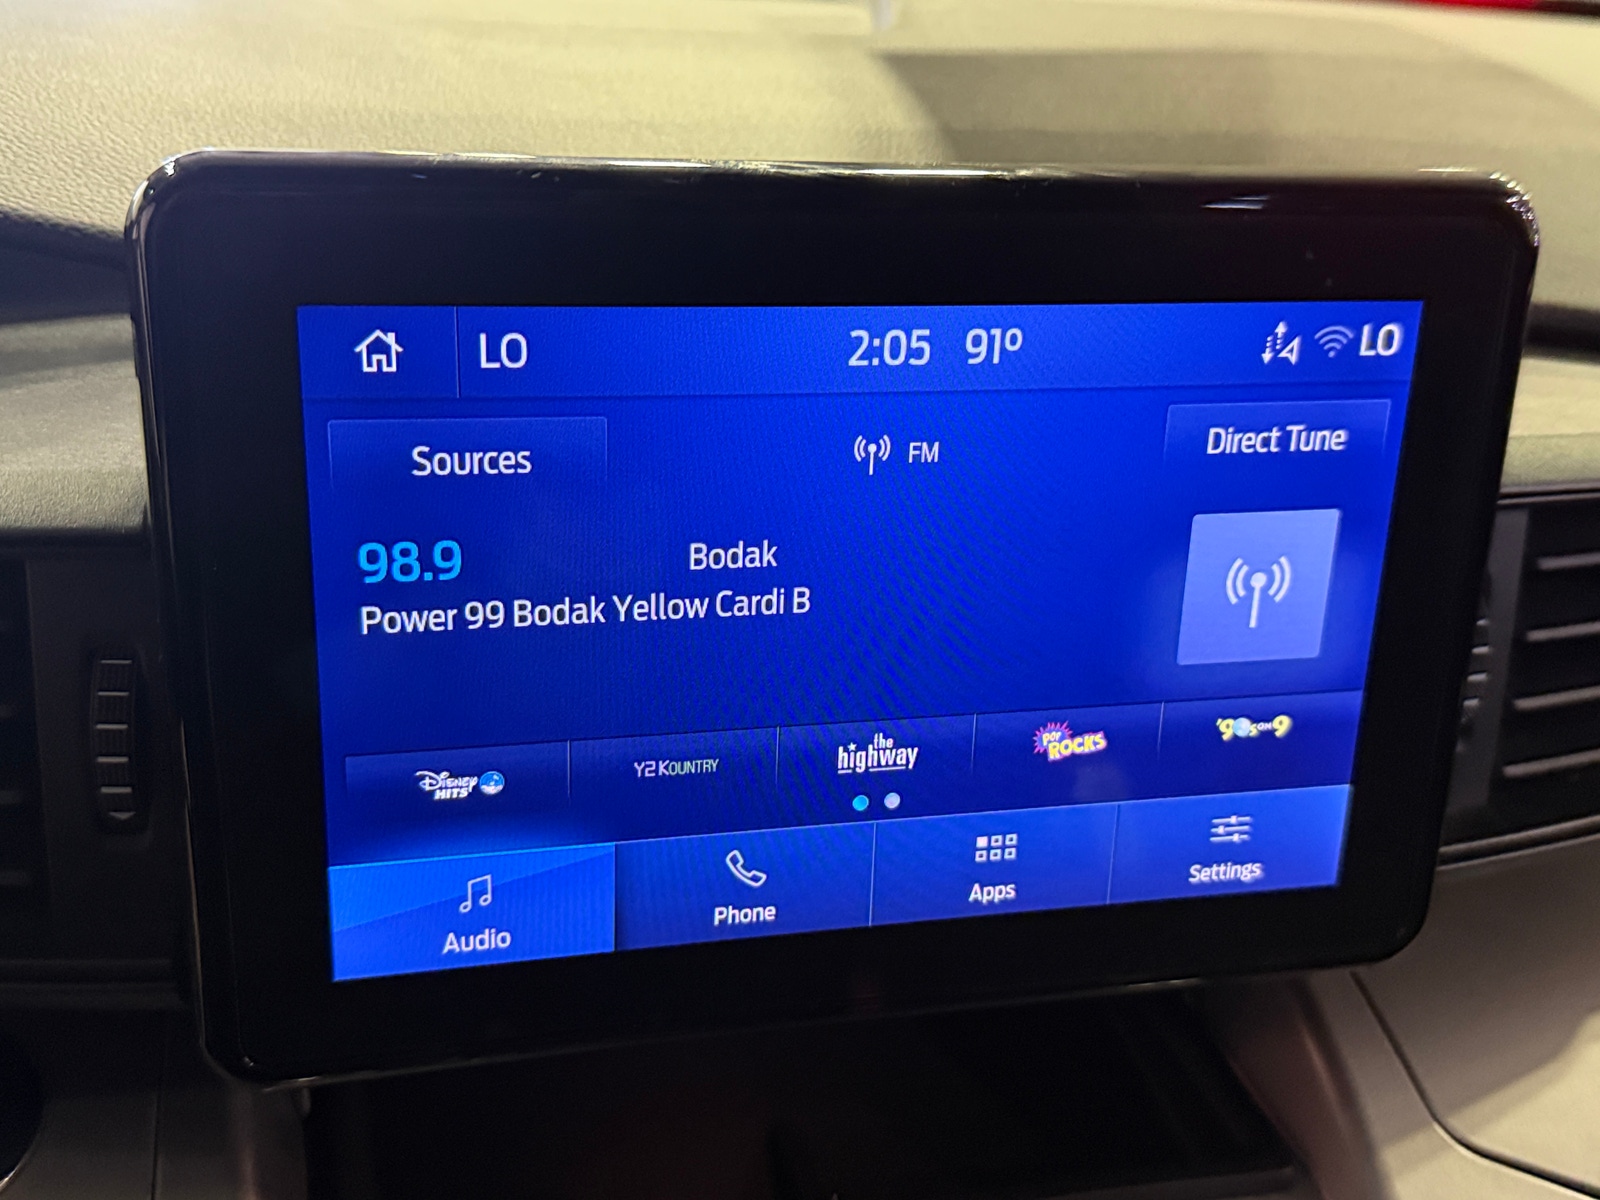 LO
2:05 91°
LO
Sources
FM
Direct Tune
98.9
Bodak
Power 99 Bodak Yellow Cardi B
Disney HITS
Y2KOUNTRY
the highway
POP ROCKS
'90s ON 9
Audio
Phone
Apps
Settings